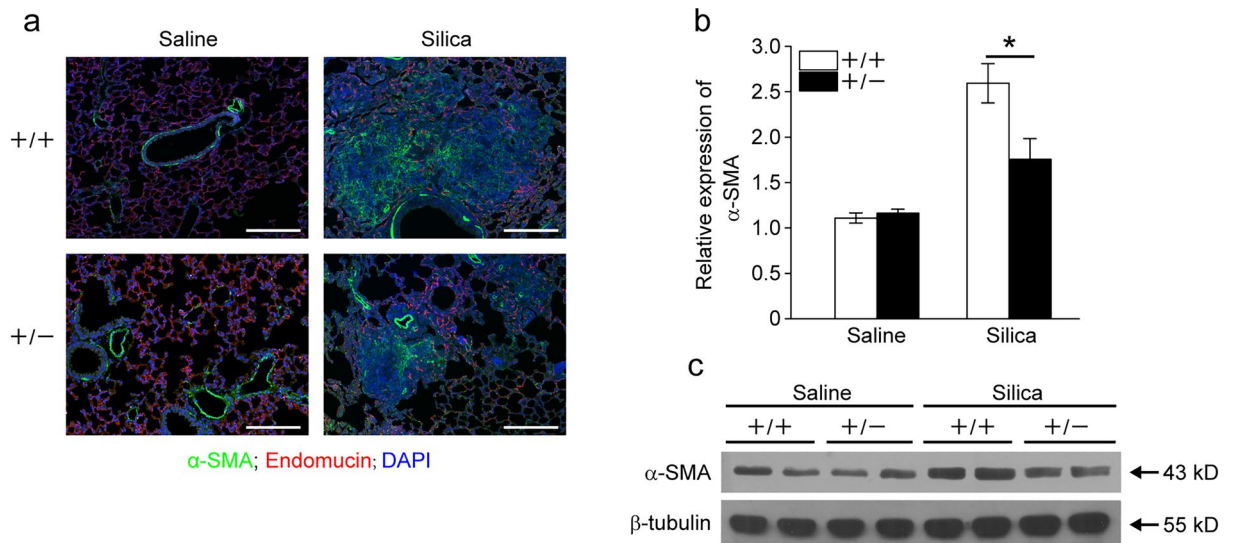 a
Saline Silica
+/+
+/−
α-SMA; Endomucin; DAPI
b
Relative expression of
α-SMA
3.0
2.5
2.0
1.5
1.0
0.5
0
+/+
+/−
*
Saline Silica
c
Saline Silica
+/+ +/− +/+ +/−
α-SMA 43 kD
β-tubulin 55 kD